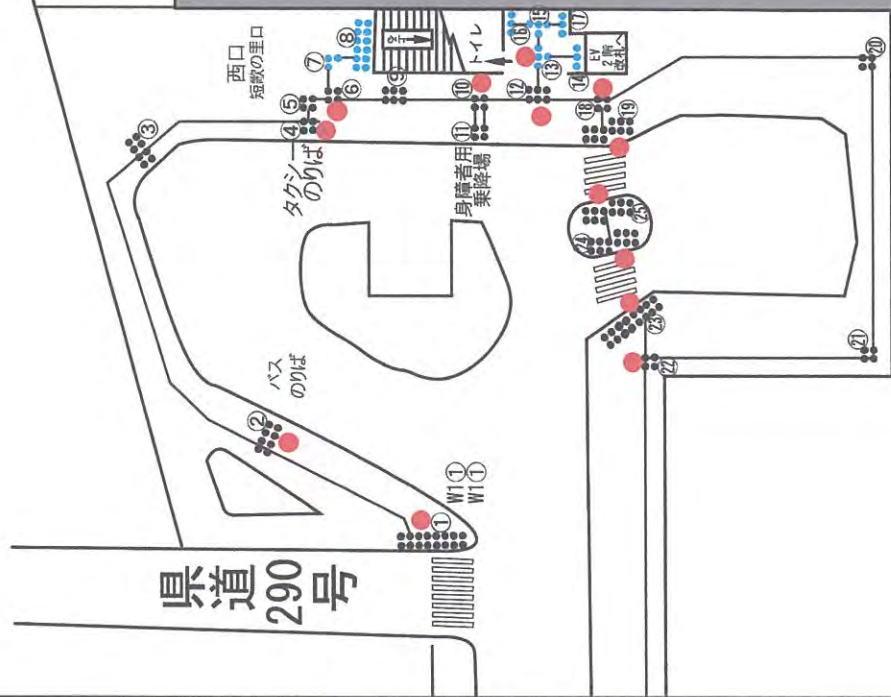 西口
短歌の里口
⑦
⑧
⑥
⑤
④
③
タクシー
のりば
⑨
⑩
⑪
身障者用
乗降場
トイレ
⑫
⑬
⑭
⑮
⑯
⑰
EV
2階
改札へ
⑱
⑲
⑳
㉑
㉒
㉓
㉔
㉕
バス
のりば
②
①
W1①
W1①
県道
290
号